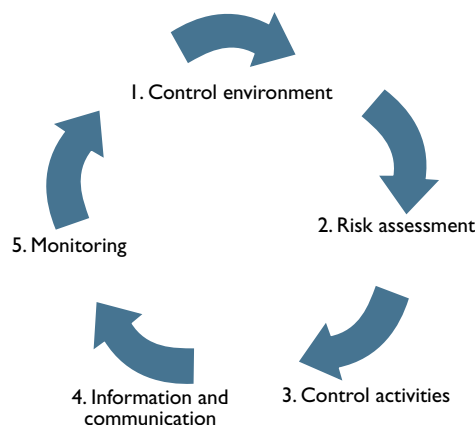 1. Control environment
2. Risk assessment
3. Control activities
4. Information and
communication
5. Monitoring